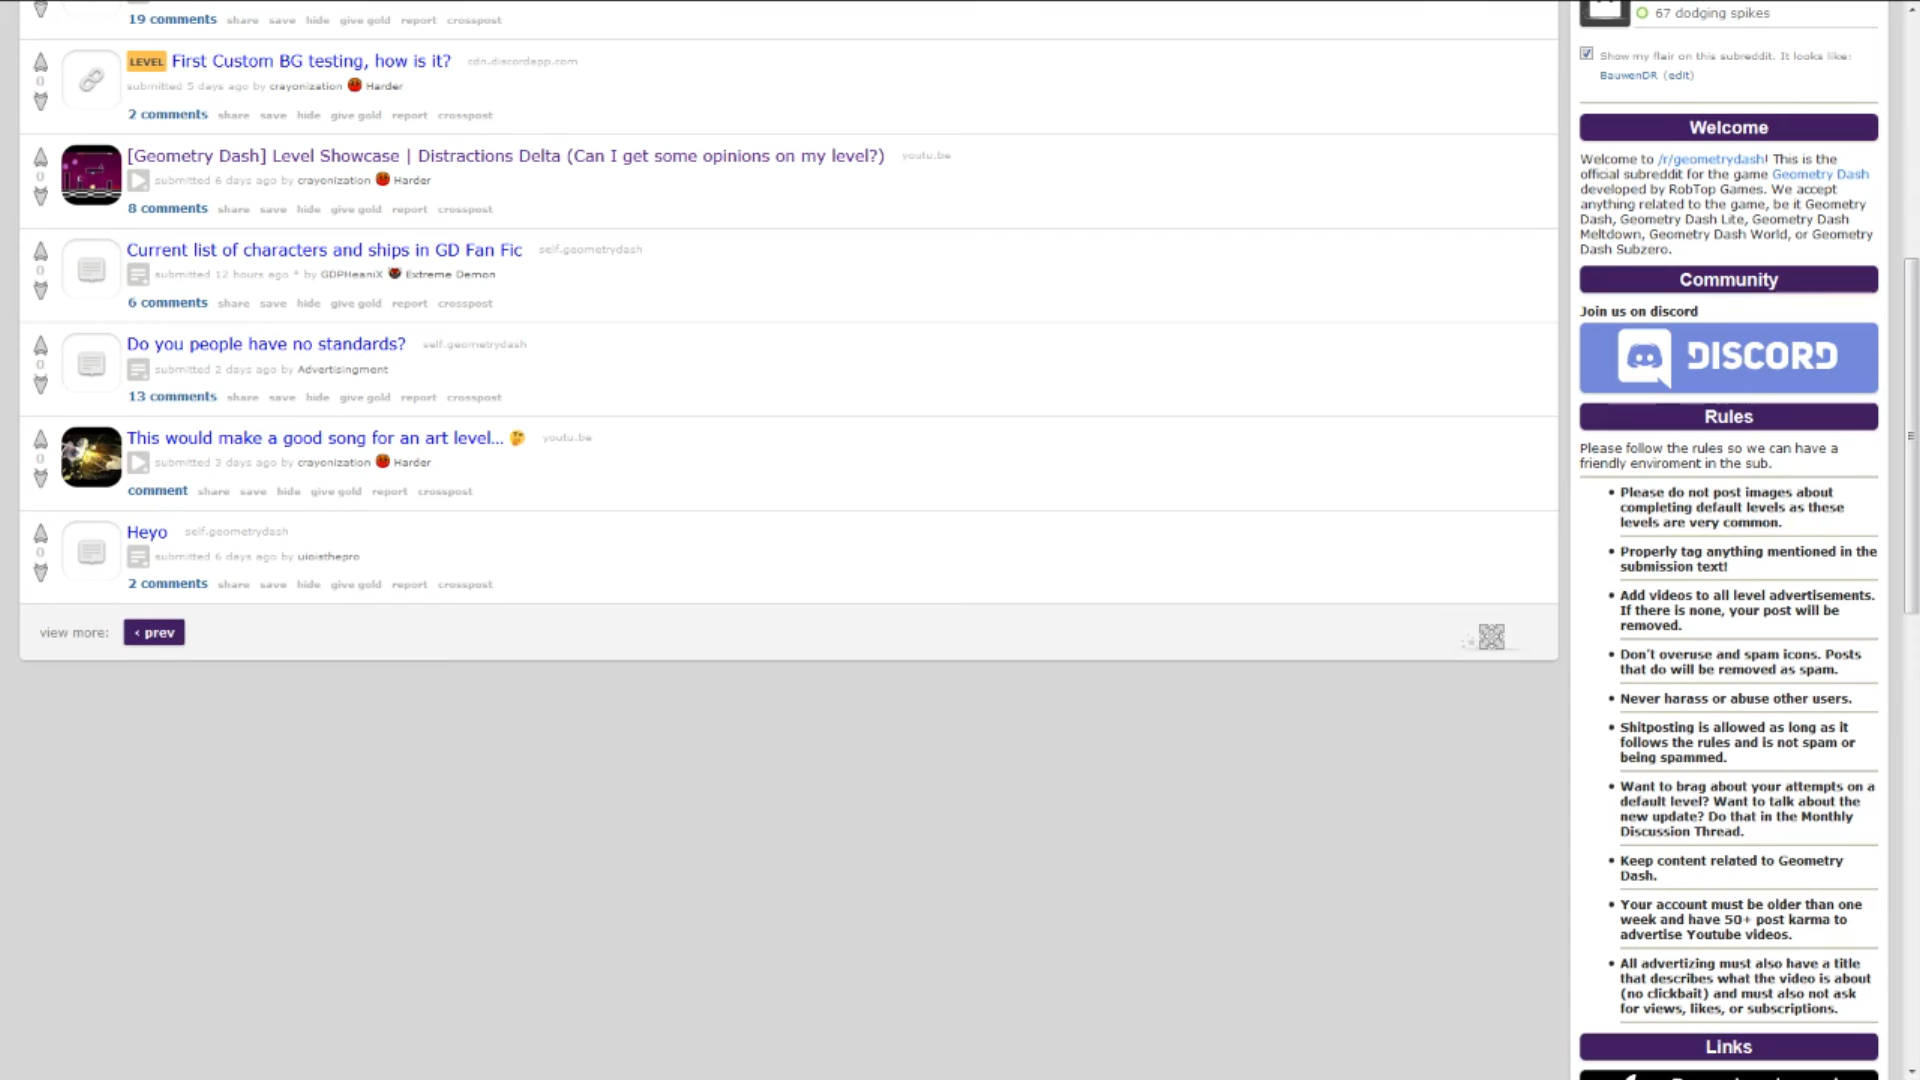 19 comments share save hide give gold report crosspost
0
LEVEL First Custom BG testing, how is it? cdn.discordapp.com
submitted 5 days ago by crayonization Harder
2 comments share save hide give gold report crosspost
0
[Geometry Dash] Level Showcase | Distractions Delta (Can I get some opinions on my level?) youtu.be
submitted 6 days ago by crayonization Harder
8 comments share save hide give gold report crosspost
0
Current list of characters and ships in GD Fan Fic self.geometrydash
submitted 12 hours ago * by GDPHeaniX Extreme Demon
6 comments share save hide give gold report crosspost
0
Do you people have no standards? self.geometrydash
submitted 2 days ago by Advertisingment
13 comments share save hide give gold report crosspost
0
This would make a good song for an art level... 🤔 youtu.be
submitted 3 days ago by crayonization Harder
comment share save hide give gold report crosspost
0
Heyo self.geometrydash
submitted 6 days ago by uioisthepro
2 comments share save hide give gold report crosspost
0
view more: ‹ prev
67 dodging spikes
Show my flair on this subreddit. It looks like:
BauwenDR (edit)
Welcome
Welcome to /r/geometrydash! This is the
official subreddit for the game Geometry Dash
developed by RobTop Games. We accept
anything related to the game, be it Geometry
Dash, Geometry Dash Lite, Geometry Dash
Meltdown, Geometry Dash World, or Geometry
Dash Subzero.
Community
Join us on discord
DISCORD
Rules
Please follow the rules so we can have a
friendly enviroment in the sub.
• Please do not post images about
completing default levels as these
levels are very common.
• Properly tag anything mentioned in the
submission text!
• Add videos to all level advertisements.
If there is none, your post will be
removed.
• Don't overuse and spam icons. Posts
that do will be removed as spam.
• Never harass or abuse other users.
• Shitposting is allowed as long as it
follows the rules and is not spam or
being spammed.
• Want to brag about your attempts on a
default level? Want to talk about the
new update? Do that in the Monthly
Discussion Thread.
• Keep content related to Geometry
Dash.
• Your account must be older than one
week and have 50+ post karma to
advertise Youtube videos.
• All advertizing must also have a title
that describes what the video is about
(no clickbait) and must also not ask
for views, likes, or subscriptions.
Links